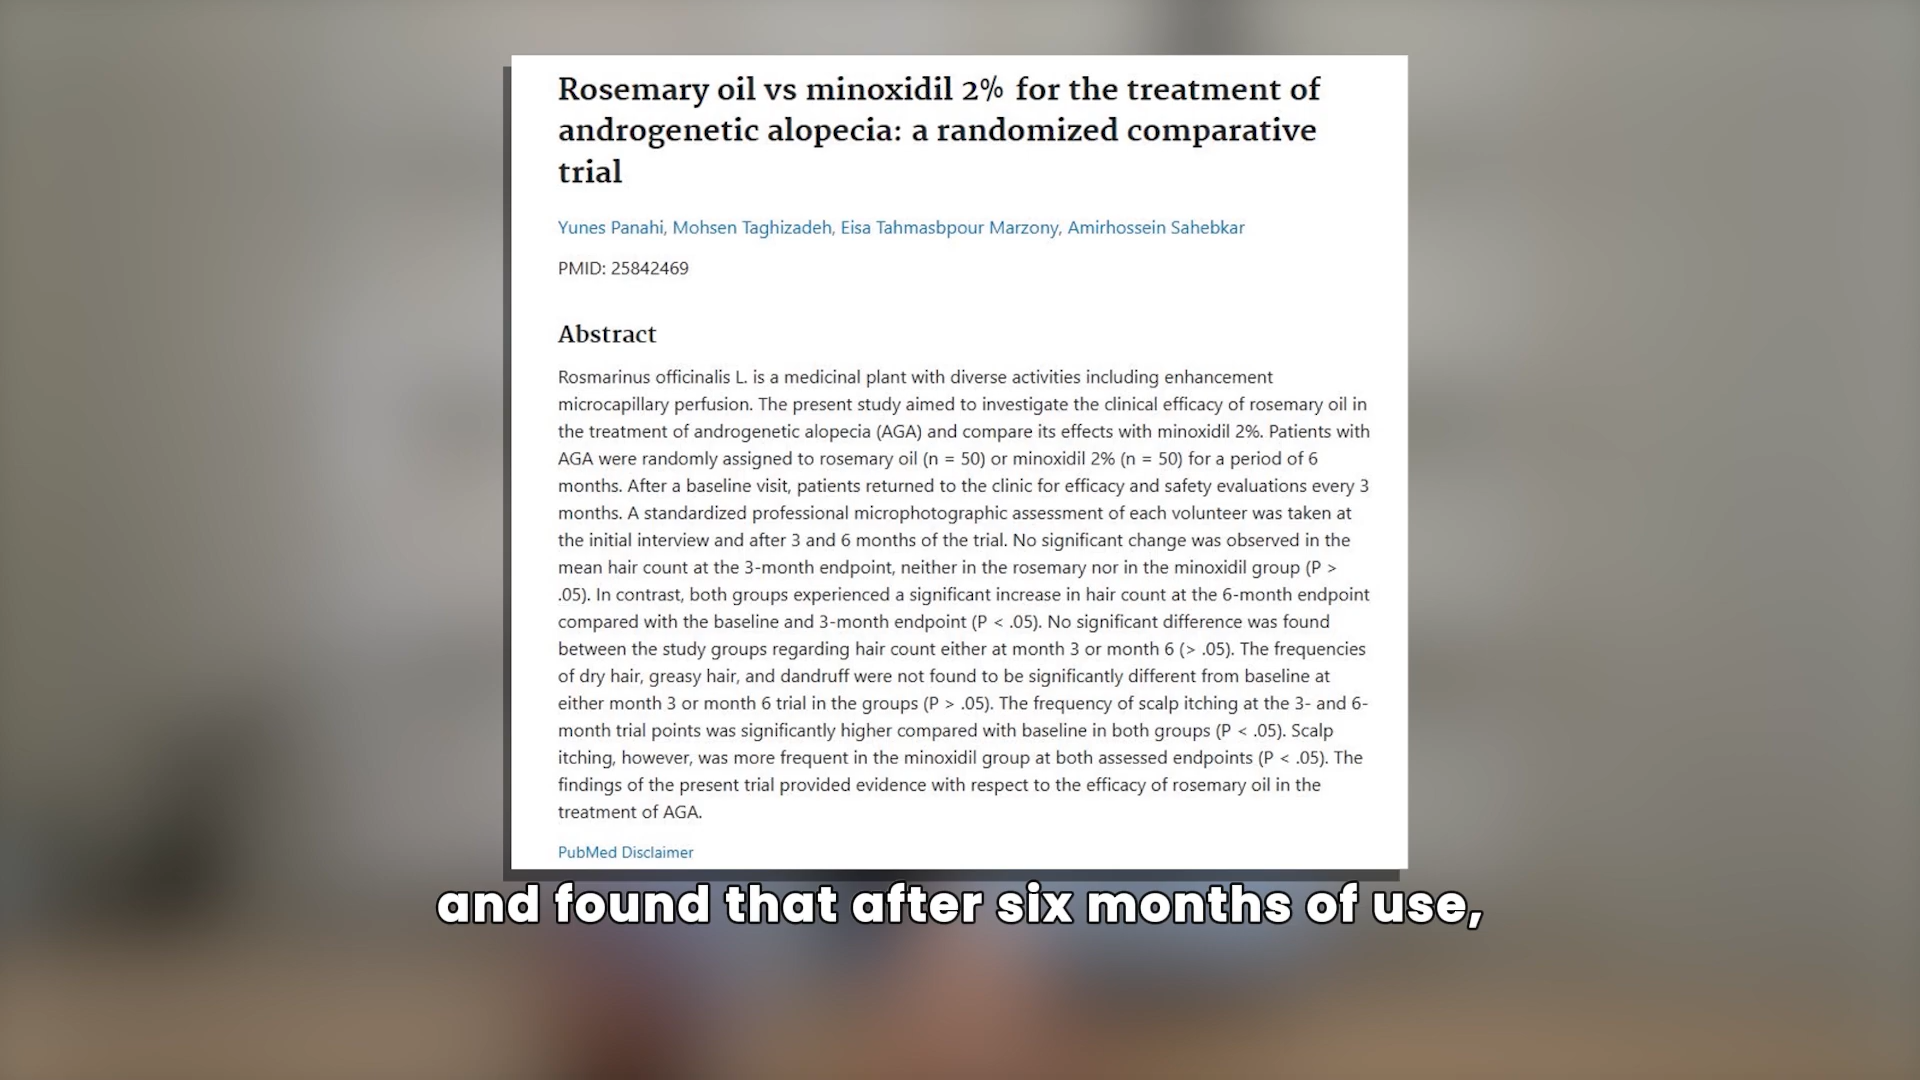 Rosemary oil vs minoxidil 2% for the treatment of
androgenetic alopecia: a randomized comparative
trial
Yunes Panahi, Mohsen Taghizadeh, Eisa Tahmasbpour Marzony, Amirhossein Sahebkar
PMID: 25842469
Abstract
Rosmarinus officinalis L. is a medicinal plant with diverse activities including enhancement
microcapillary perfusion. The present study aimed to investigate the clinical efficacy of rosemary oil in
the treatment of androgenetic alopecia (AGA) and compare its effects with minoxidil 2%. Patients with
AGA were randomly assigned to rosemary oil (n = 50) or minoxidil 2% (n = 50) for a period of 6
months. After a baseline visit, patients returned to the clinic for efficacy and safety evaluations every 3
months. A standardized professional microphotographic assessment of each volunteer was taken at
the initial interview and after 3 and 6 months of the trial. No significant change was observed in the
mean hair count at the 3-month endpoint, neither in the rosemary nor in the minoxidil group (P >
.05). In contrast, both groups experienced a significant increase in hair count at the 6-month endpoint
compared with the baseline and 3-month endpoint (P < .05). No significant difference was found
between the study groups regarding hair count either at month 3 or month 6 (> .05). The frequencies
of dry hair, greasy hair, and dandruff were not found to be significantly different from baseline at
either month 3 or month 6 trial in the groups (P > .05). The frequency of scalp itching at the 3- and 6-
month trial points was significantly higher compared with baseline in both groups (P < .05). Scalp
itching, however, was more frequent in the minoxidil group at both assessed endpoints (P < .05). The
findings of the present trial provided evidence with respect to the efficacy of rosemary oil in the
treatment of AGA.
PubMed Disclaimer
and found that after six months of use,